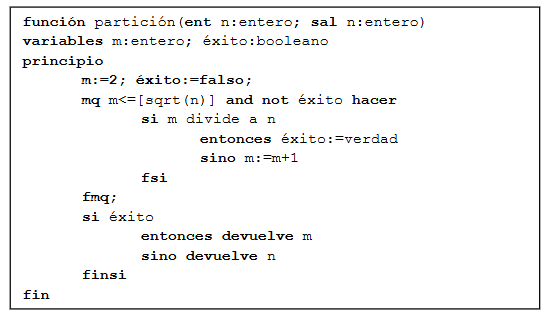 función partición(ent n:entero; sal n:entero)
variables m:entero; éxito:booleano
principio
m:=2; éxito:=falso;
mq m<=[sqrt(n)] and not éxito hacer
si m divide a n
entonces éxito:=verdad
sino m:=m+1
fsi
fmq;
si éxito
entonces devuelve m
sino devuelve n
finsi
fin